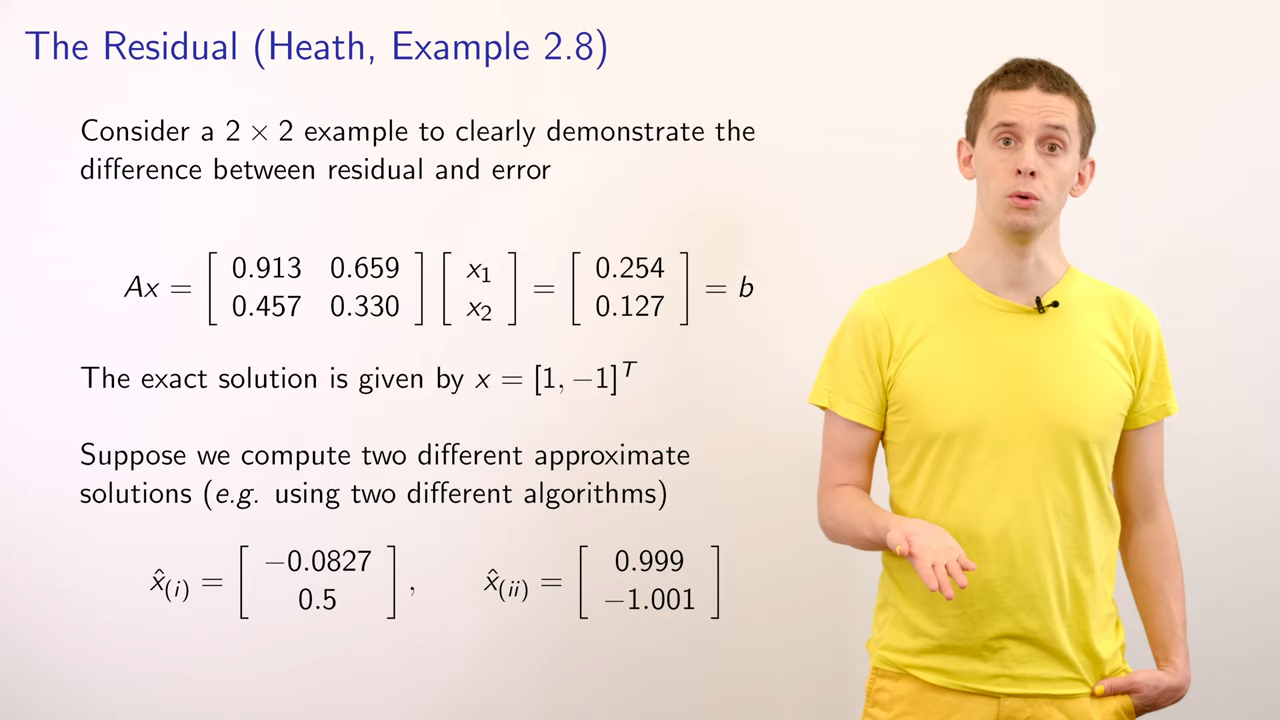 The Residual (Heath, Example 2.8)
Consider a 2 × 2 example to clearly demonstrate the
difference between residual and error
Ax = [ 0.913 0.659 ; 0.457 0.330 ] [ x₁ ; x₂ ] = [ 0.254 ; 0.127 ] = b
The exact solution is given by x = [1, −1]ᵀ
Suppose we compute two different approximate
solutions (e.g. using two different algorithms)
x̂₍ᵢ₎ = [ −0.0827 ; 0.5 ] , x̂₍ᵢᵢ₎ = [ 0.999 ; −1.001 ]